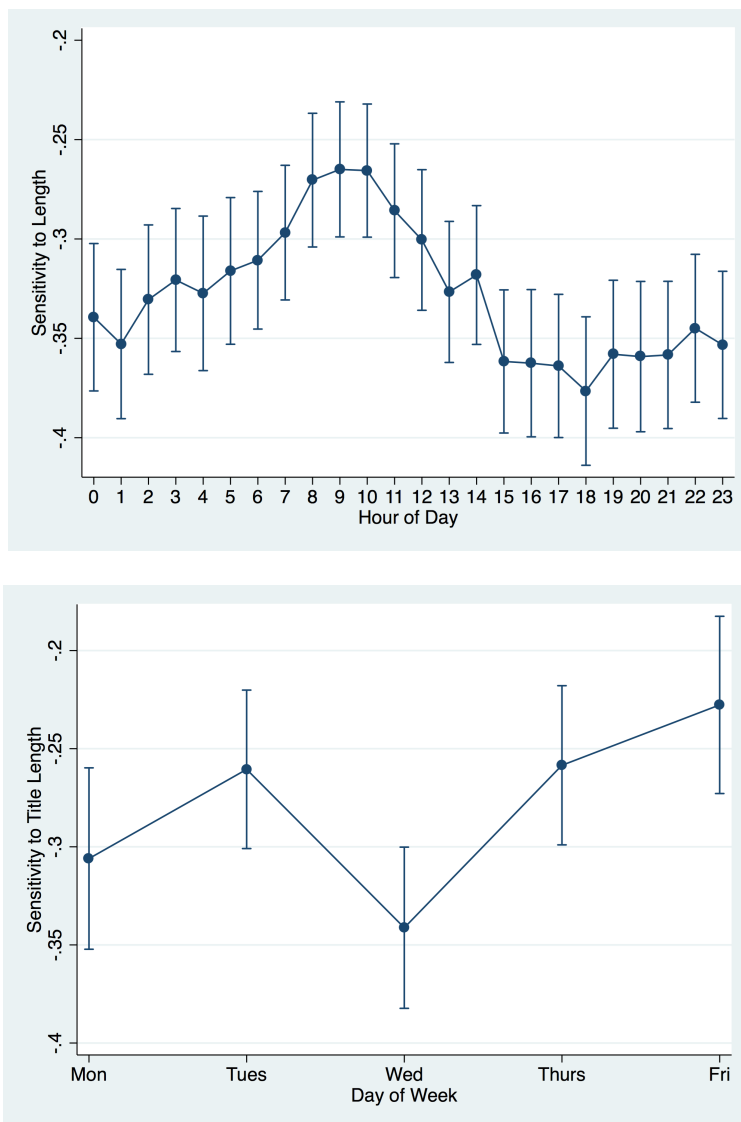 Sensitivity to Length
-.2
-.25
-.3
-.35
-.4
0 1 2 3 4 5 6 7 8 9 10 11 12 13 14 15 16 17 18 19 20 21 22 23
Hour of Day
Sensitivity to Title Length
-.2
-.25
-.3
-.35
-.4
Mon Tues Wed Thurs Fri
Day of Week